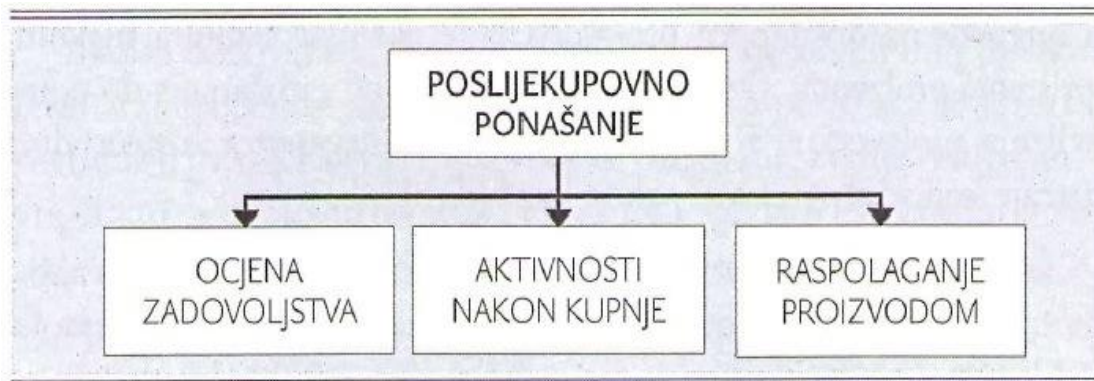 POSLIJEKUPOVNO
PONAŠANJE
OCJENA
ZADOVOLJSTVA
AKTIVNOSTI
NAKON KUPNJE
RASPOLAGANJE
PROIZVODOM